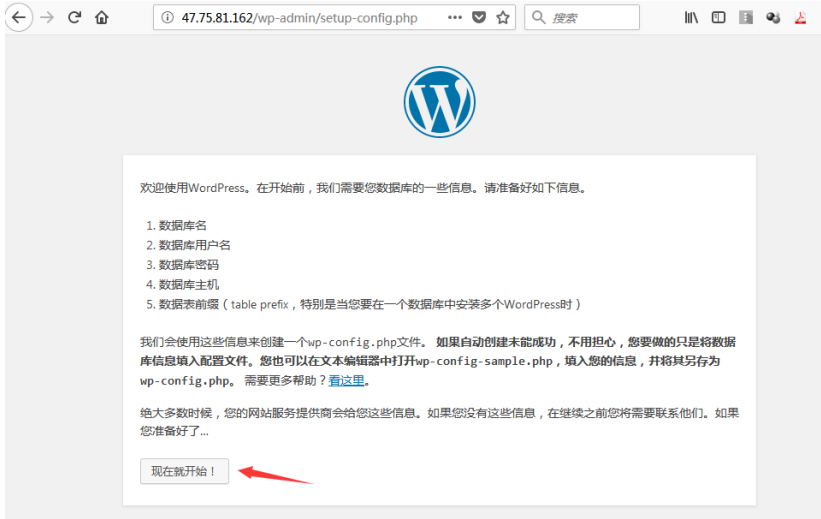 47.75.81.162/wp-admin/setup-config.php
搜索
欢迎使用WordPress。在开始前，我们需要您数据库的一些信息。请准备好如下信息。
1. 数据库名
2. 数据库用户名
3. 数据库密码
4. 数据库主机
5. 数据表前缀（table prefix，特别是当您要在一个数据库中安装多个WordPress时）
我们会使用这些信息来创建一个wp-config.php文件。 如果自动创建未能成功，不用担心，您要做的只是将数据
库信息填入配置文件。您也可以在文本编辑器中打开wp-config-sample.php，填入您的信息，并将其另存为
wp-config.php。 需要更多帮助？看这里。
绝大多数时候，您的网站服务提供商会给您这些信息。如果您没有这些信息，在继续之前您将需要联系他们。如果
您准备好了...
现在就开始！